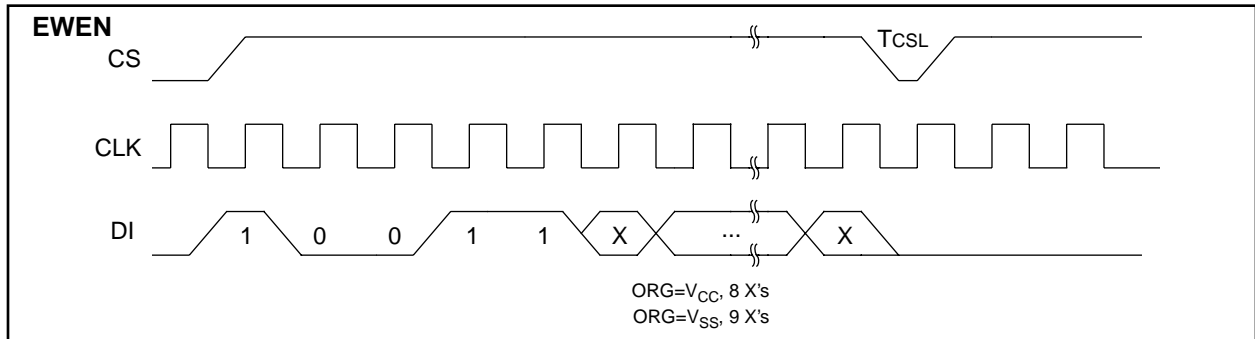 EWEN
CS
TCSL
CLK
DI
1 0 0 1 1 X ... X
ORG=VCC, 8 X's
ORG=VSS, 9 X's